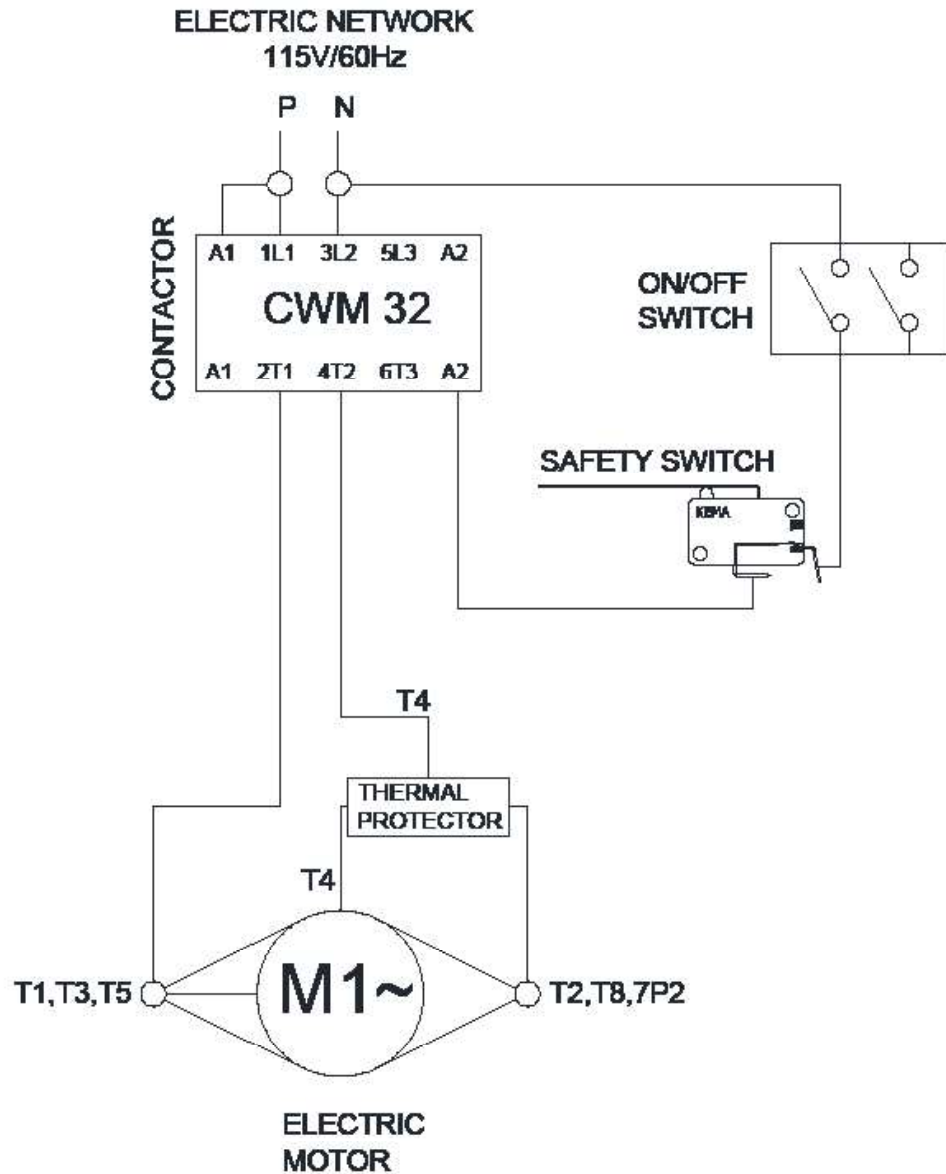 ELECTRIC NETWORK
115V/60Hz
P N
CONTACTOR
A1 1L1 3L2 5L3 A2
CWM 32
A1 2T1 4T2 6T3 A2
ON/OFF
SWITCH
SAFETY SWITCH
KEMA
T4
THERMAL
PROTECTOR
T4
M1~
T1,T3,T5
T2,T8,7P2
ELECTRIC
MOTOR